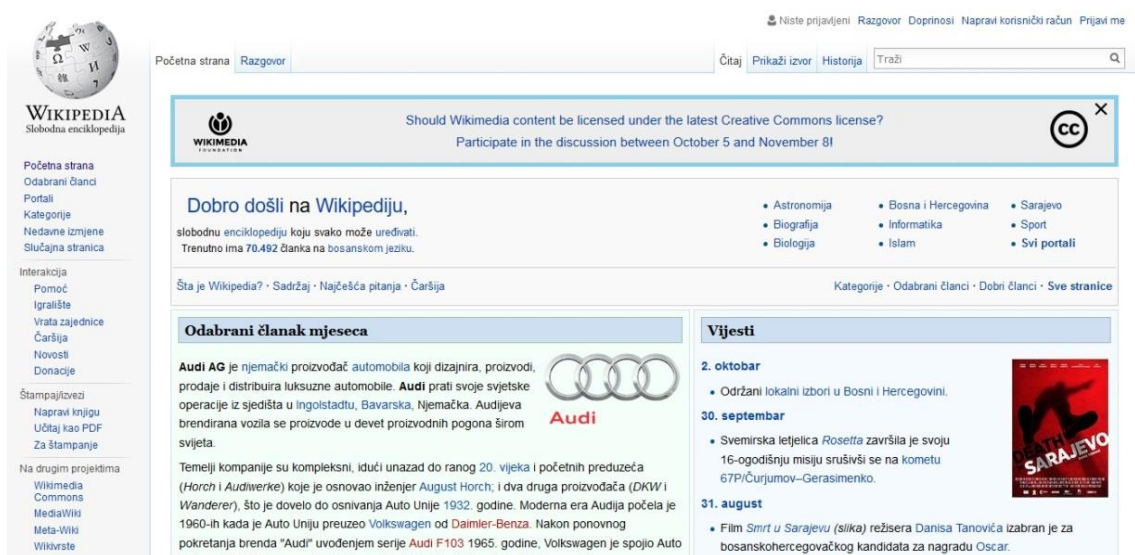 Niste prijavljeni Razgovor Doprinosi Napravi korisnički račun Prijavi me
Početna strana Razgovor
Čitaj Prikaži izvor Historija Traži
WIKIPEDIA
Slobodna enciklopedija
Početna strana
Odabrani članci
Portali
Kategorije
Nedavne izmjene
Slučajna stranica
Interakcija
Pomoć
Igralište
Vrata zajednice
Čaršija
Novosti
Donacije
Štampaj/izvezi
Napravi knjigu
Učitaj kao PDF
Za štampanje
Na drugim projektima
Wikimedia
Commons
MediaWiki
Meta-Wiki
Wikivrste
WIKIMEDIA
FOUNDATION
Should Wikimedia content be licensed under the latest Creative Commons license?
Participate in the discussion between October 5 and November 8!
cc
Dobro došli na Wikipediju,
slobodnu enciklopediju koju svako može uređivati.
Trenutno ima 70.492 članka na bosanskom jeziku.
• Astronomija
• Biografija
• Biologija
• Bosna i Hercegovina
• Informatika
• Islam
• Sarajevo
• Sport
• Svi portali
Šta je Wikipedia? · Sadržaj · Najčešća pitanja · Čaršija
Kategorije · Odabrani članci · Dobri članci · Sve stranice
Odabrani članak mjeseca
Audi AG je njemački proizvođač automobila koji dizajnira, proizvodi,
prodaje i distribuira luksuzne automobile. Audi prati svoje svjetske
operacije iz sjedišta u Ingolstadtu, Bavarska, Njemačka. Audijeva
brendirana vozila se proizvode u devet proizvodnih pogona širom
svijeta.
Audi
Temelji kompanije su kompleksni, idući unazad do ranog 20. vijeka i početnih preduzeća
(Horch i Audiwerke) koje je osnovao inženjer August Horch; i dva druga proizvođača (DKW i
Wanderer), što je dovelo do osnivanja Auto Unije 1932. godine. Moderna era Audija počela je
1960-ih kada je Auto Uniju preuzeo Volkswagen od Daimler-Benza. Nakon ponovnog
pokretanja brenda "Audi" uvođenjem serije Audi F103 1965. godine, Volkswagen je spojio Auto
Vijesti
2. oktobar
• Održani lokalni izbori u Bosni i Hercegovini.
30. septembar
• Svemirska letjelica Rosetta završila je svoju
16-ogodišnju misiju srušivši se na kometu
67P/Čurjumov–Gerasimenko.
31. august
• Film Smrt u Sarajevu (slika) režisera Danisa Tanovića izabran je za
bosanskohercegovačkog kandidata za nagradu Oscar.
DEATH
SARAJEVO